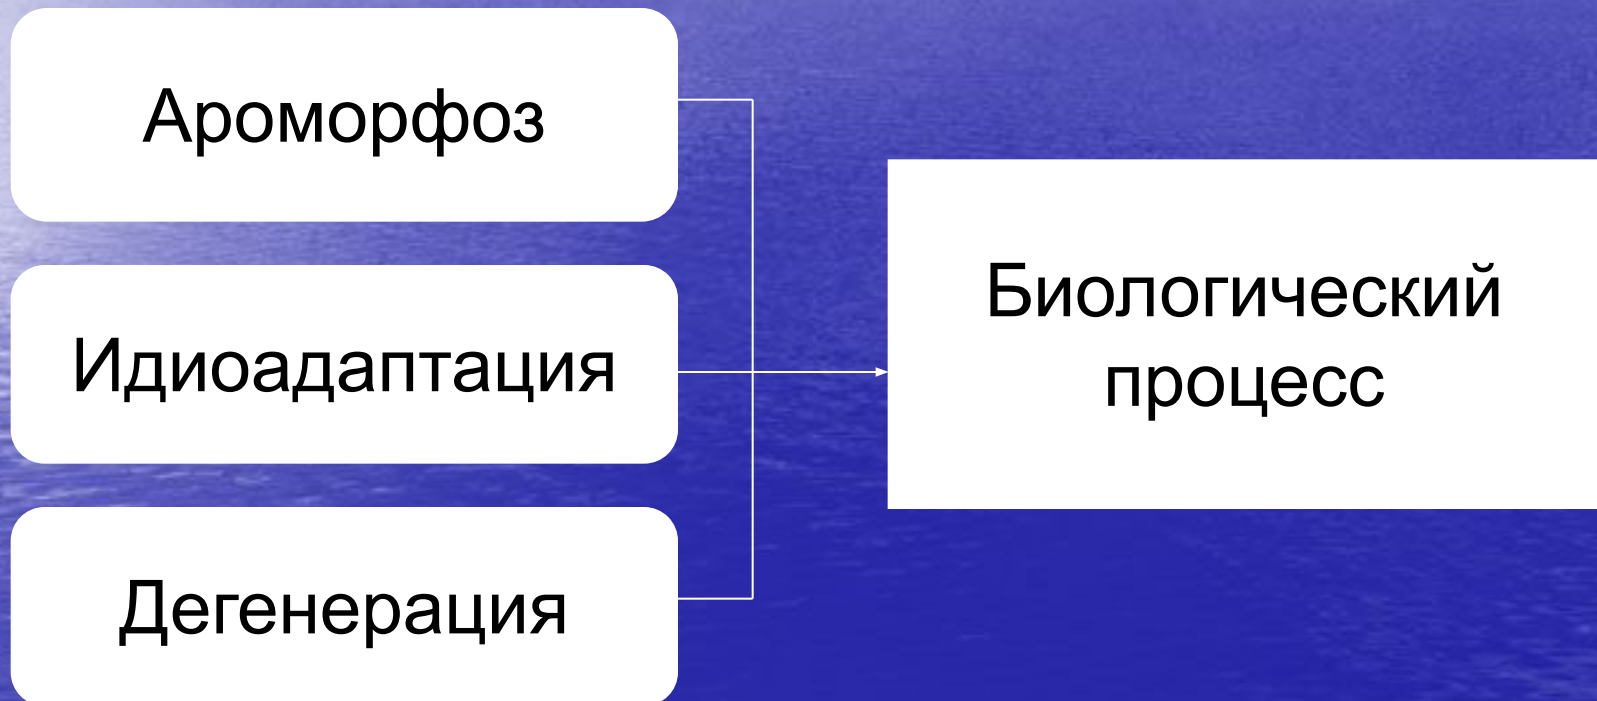 Ароморфоз
Идиоадаптация
Дегенерация
Биологический
процесс